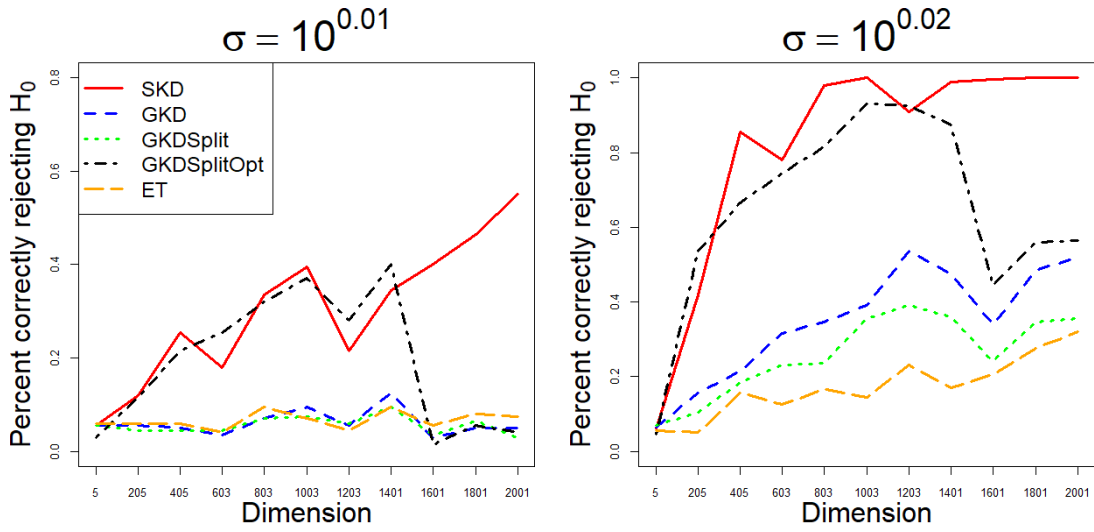 σ = 10^0.01
Percent correctly rejecting H_0
0.8
0.6
0.4
0.2
0.0
SKD
GKD
GKDSplit
GKDSplitOpt
ET
5 205 405 603 803 1003 1203 1401 1601 1801 2001
Dimension
σ = 10^0.02
Percent correctly rejecting H_0
1.0
0.8
0.6
0.4
0.2
0.0
5 205 405 603 803 1003 1203 1401 1601 1801 2001
Dimension